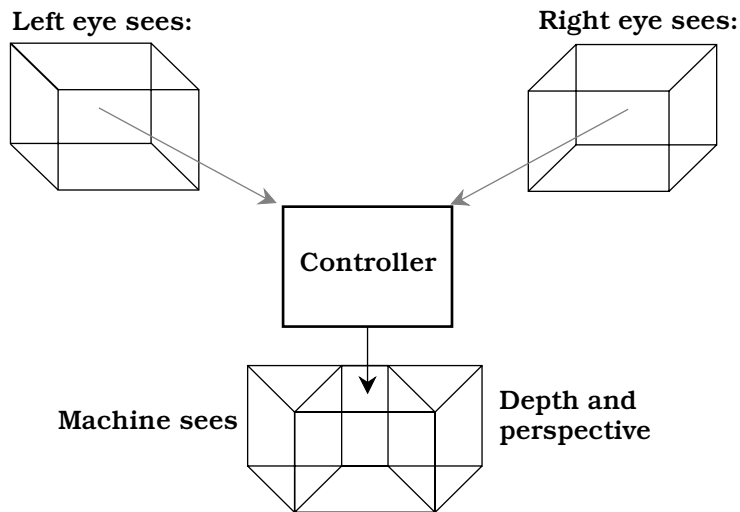 Left eye sees:
Right eye sees:
Controller
Machine sees
Depth and
perspective